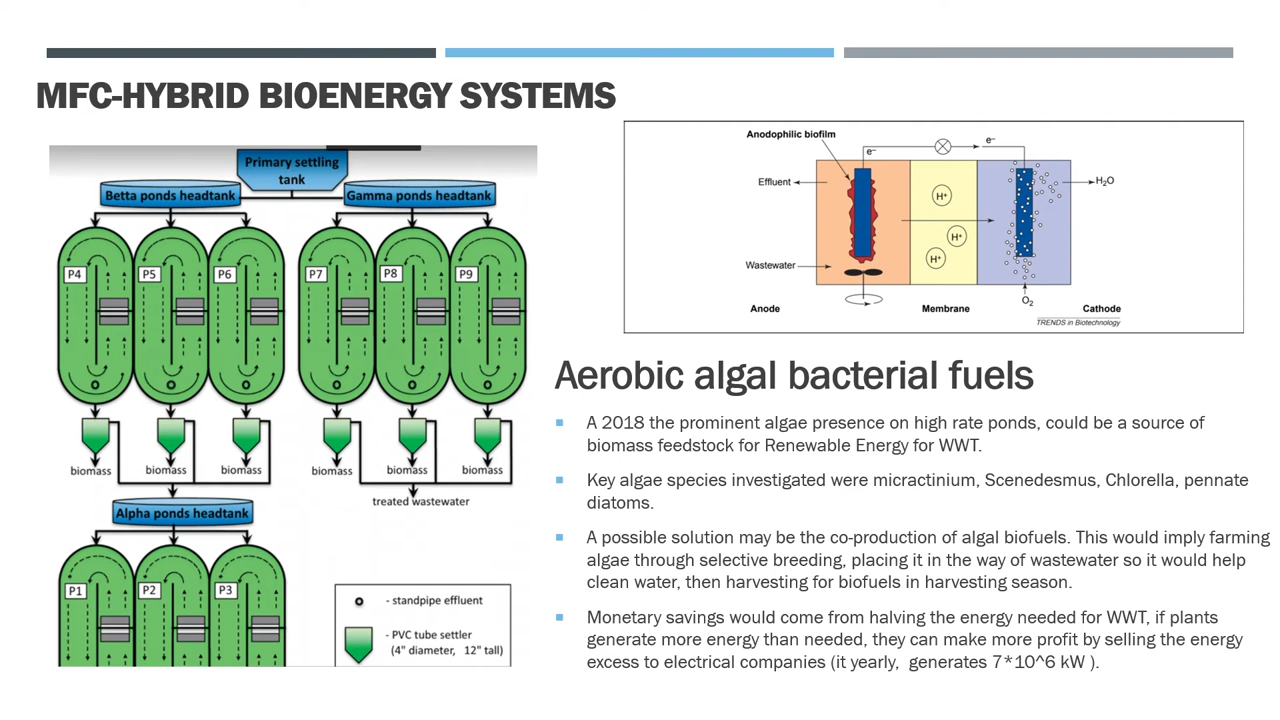 MFC-HYBRID BIOENERGY SYSTEMS
Primary settling
tank
Betta ponds headtank
Gamma ponds headtank
P4
P5
P6
P7
P8
P9
biomass
biomass
biomass
biomass
biomass
biomass
treated wastewater
Alpha ponds headtank
P1
P2
P3
- standpipe effluent
- PVC tube settler
(4" diameter, 12" tall)
Anodophilic biofilm
e⁻
e⁻
Effluent
H₂O
H⁺
H⁺
H⁺
Wastewater
O₂
Anode
Membrane
Cathode
TRENDS in Biotechnology
Aerobic algal bacterial fuels
A 2018 the prominent algae presence on high rate ponds, could be a source of
biomass feedstock for Renewable Energy for WWT.
Key algae species investigated were micractinium, Scenedesmus, Chlorella, pennate
diatoms.
A possible solution may be the co-production of algal biofuels. This would imply farming
algae through selective breeding, placing it in the way of wastewater so it would help
clean water, then harvesting for biofuels in harvesting season.
Monetary savings would come from halving the energy needed for WWT, if plants
generate more energy than needed, they can make more profit by selling the energy
excess to electrical companies (it yearly, generates 7*10^6 kW ).